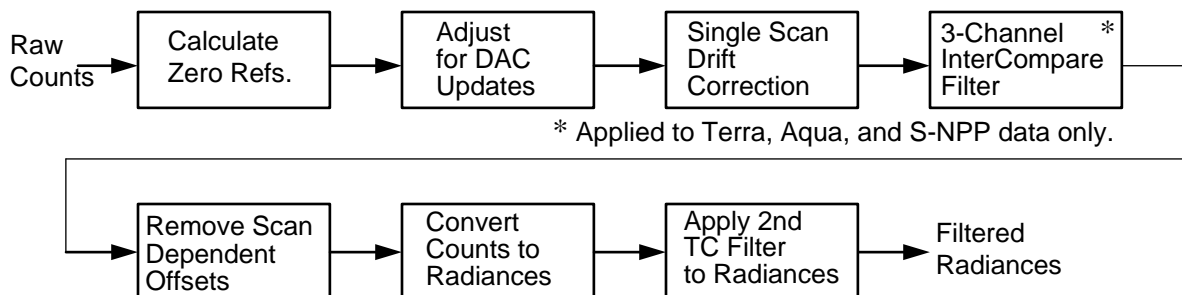 Raw
Counts
Calculate
Zero Refs.
Adjust
for DAC
Updates
Single Scan
Drift
Correction
3-Channel *
InterCompare
Filter
* Applied to Terra, Aqua, and S-NPP data only.
Remove Scan
Dependent
Offsets
Convert
Counts to
Radiances
Apply 2nd
TC Filter
to Radiances
Filtered
Radiances